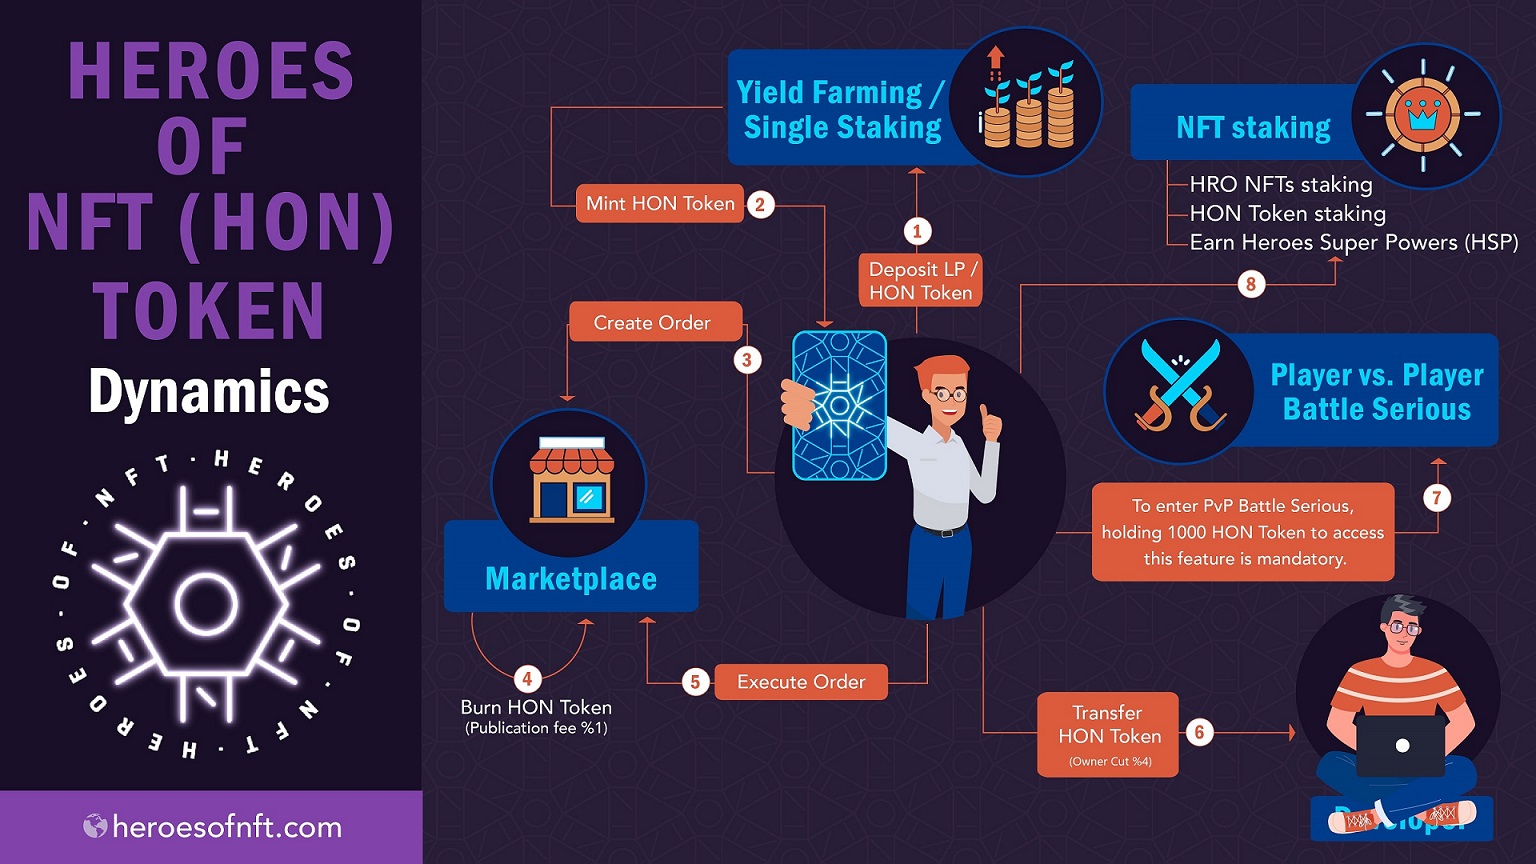 HEROES
OF
NFT (HON)
TOKEN
Dynamics
HEROES · OF · NFT · HEROES · OF · NFT ·
heroesofnft.com
Yield Farming /
Single Staking
Mint HON Token
2
1
Deposit LP /
HON Token
NFT staking
HRO NFTs staking
HON Token staking
Earn Heroes Super Powers (HSP)
8
Create Order
3
Player vs. Player
Battle Serious
To enter PvP Battle Serious,
holding 1000 HON Token to access
this feature is mandatory.
7
Marketplace
4
Burn HON Token
(Publication fee %1)
5
Execute Order
Transfer
HON Token
(Owner Cut %4)
6
Developer